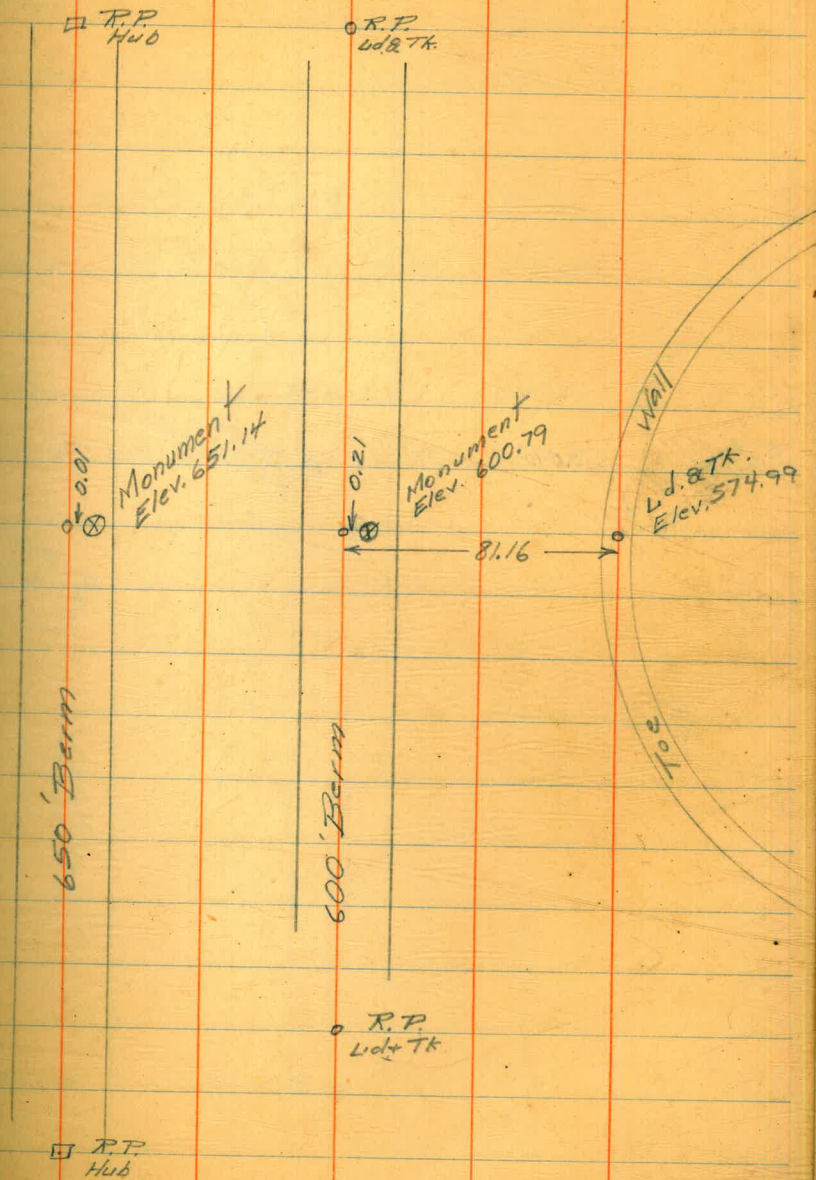 R.P.
Hub
R.P.
Ld & Tk.
Wall
0.01
Monument
Elev. 651.14
0.21
Monument
Elev. 600.79
Ld. & Tk.
Elev. 574.99
81.16
650' Berm
600' Berm
Toe
R.P.
Ld + Tk
R.P.
Hub